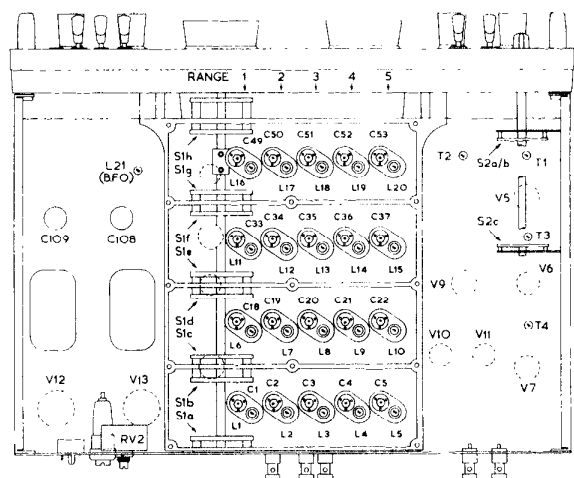 RANGE 1 2 3 4 5
C49 C50 C51 C52 C53
S1h
S1g
L16 L17 L18 L19 L20
L21
(B.F.O)
T2
S2a/b
T1
V5
C109 C108
C33 C34 C35 C36 C37
S1f
S1e
L11 L12 L13 L14 L15
S2c
T3
V9
V6
C18 C19 C20 C21 C22
S1d
S1c
L6 L7 L8 L9 L10
V10 V11
T4
V7
V12 V13
C1 C2 C3 C4 C5
S1b
S1a
L1 L2 L3 L4 L5
RV2